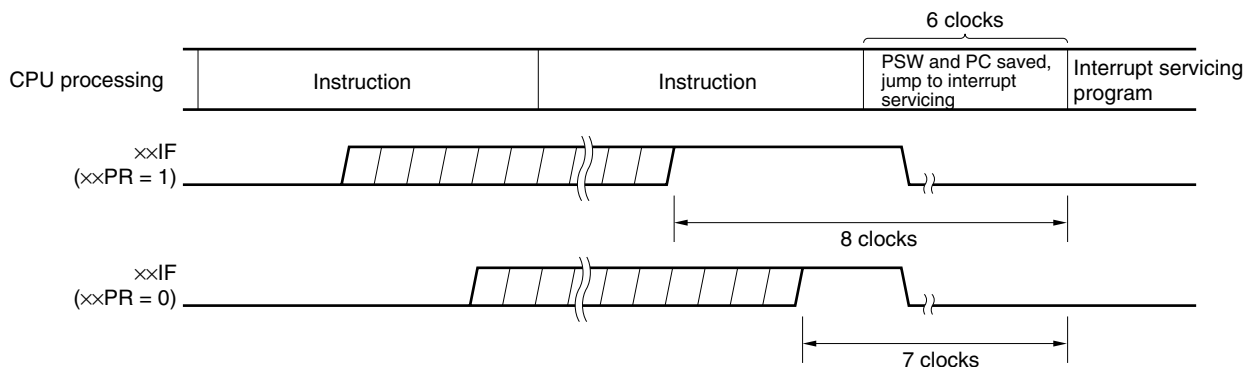 6 clocks
CPU processing
Instruction
Instruction
PSW and PC saved,
jump to interrupt
servicing
Interrupt servicing
program
××IF
(××PR = 1)
8 clocks
××IF
(××PR = 0)
7 clocks